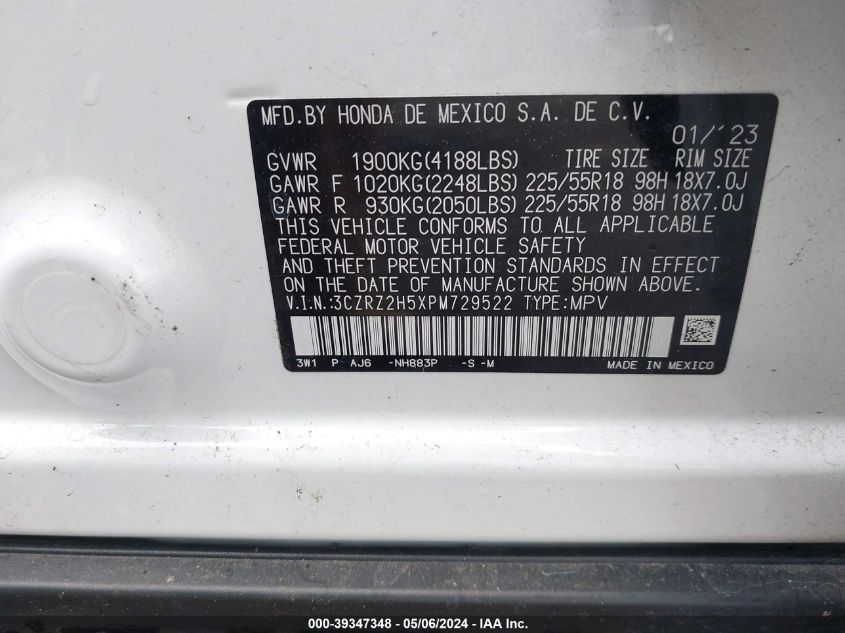 MFD.BY HONDA DE MEXICO S.A. DE C.V.
01/'23
GVWR 1900KG(4188LBS) TIRE SIZE RIM SIZE
GAWR F 1020KG(2248LBS) 225/55R18 98H 18X7.0J
GAWR R 930KG(2050LBS) 225/55R18 98H 18X7.0J
THIS VEHICLE CONFORMS TO ALL APPLICABLE
FEDERAL MOTOR VEHICLE SAFETY
AND THEFT PREVENTION STANDARDS IN EFFECT
ON THE DATE OF MANUFACTURE SHOWN ABOVE.
V.I.N.:3CZRZ2H5XPM729522 TYPE:MPV
3W1 P AJ6 -NH883P -S -M MADE IN MEXICO
000-39347348 - 05/06/2024 - IAA Inc.